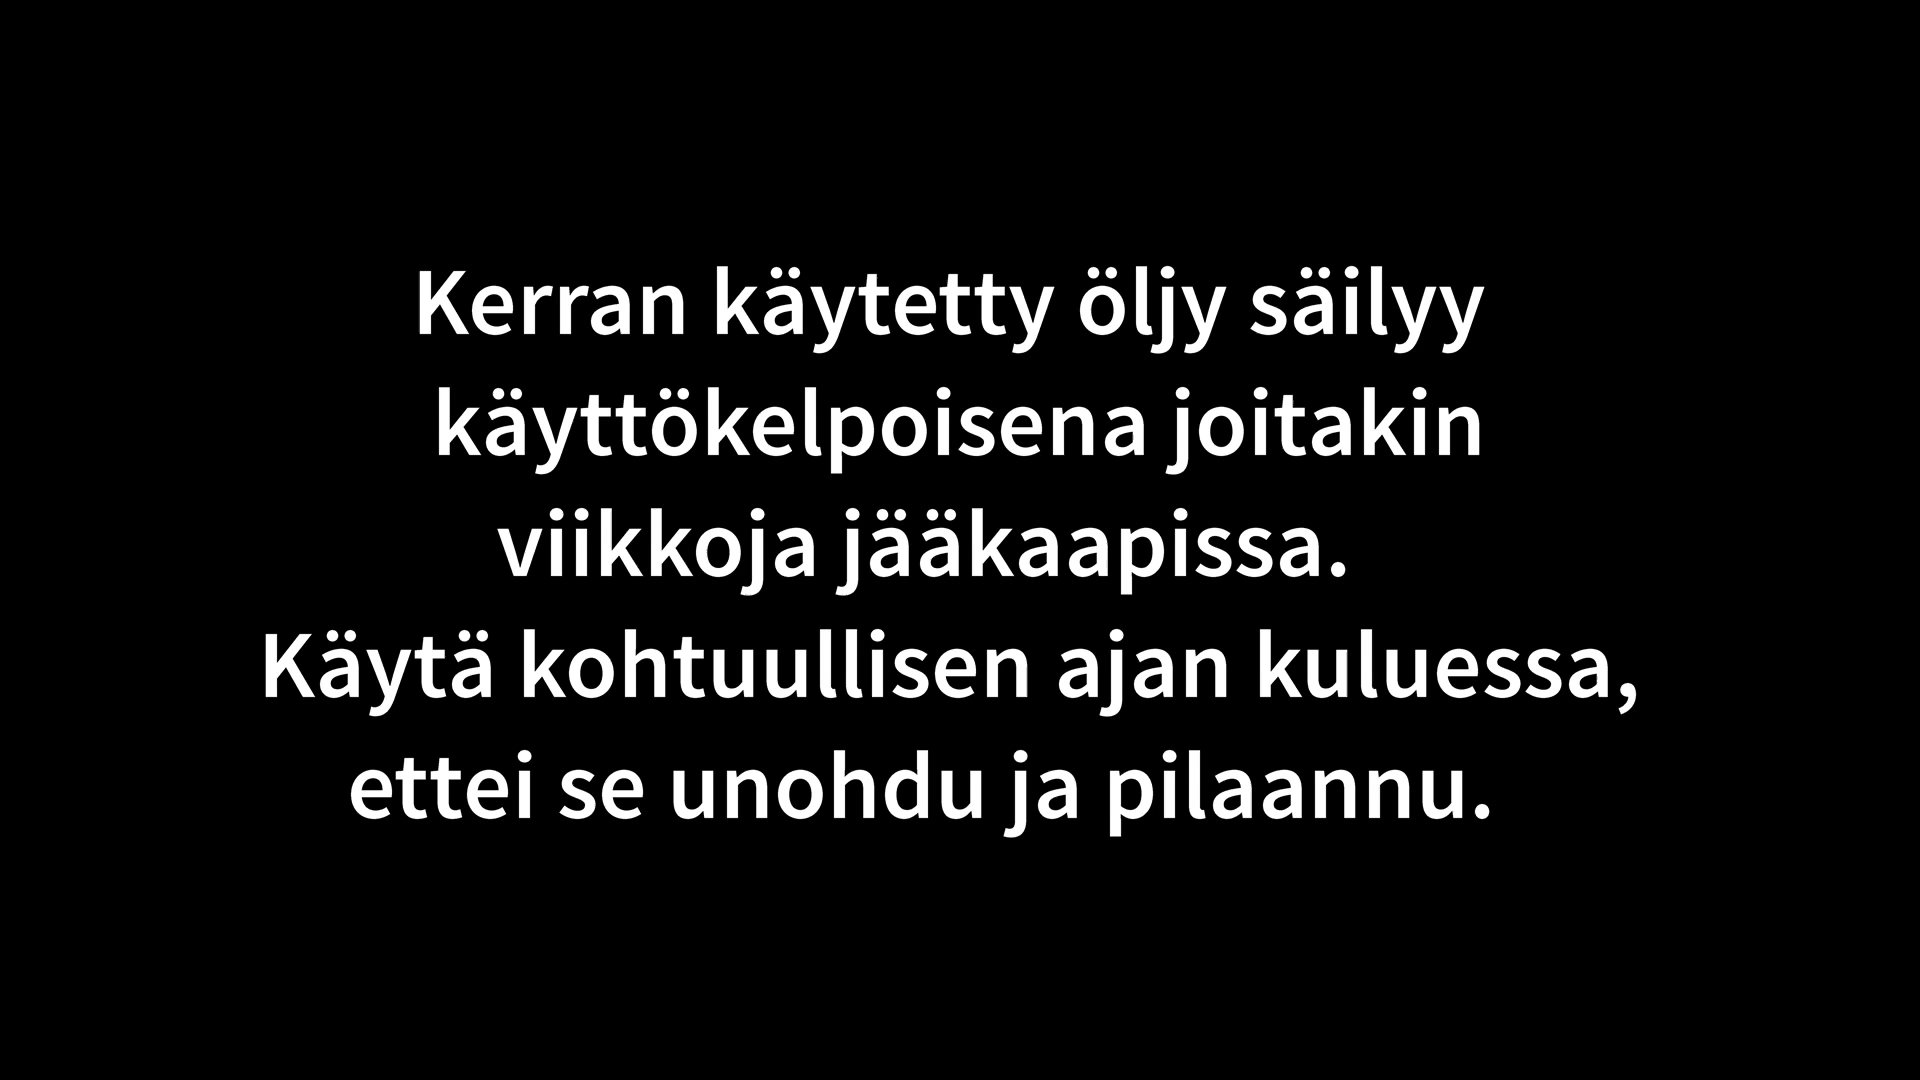 Kerran käytetty öljy säilyy
käyttökelpoisena joitakin
viikkoja jääkaapissa.
Käytä kohtuullisen ajan kuluessa,
ettei se unohdu ja pilaannu.